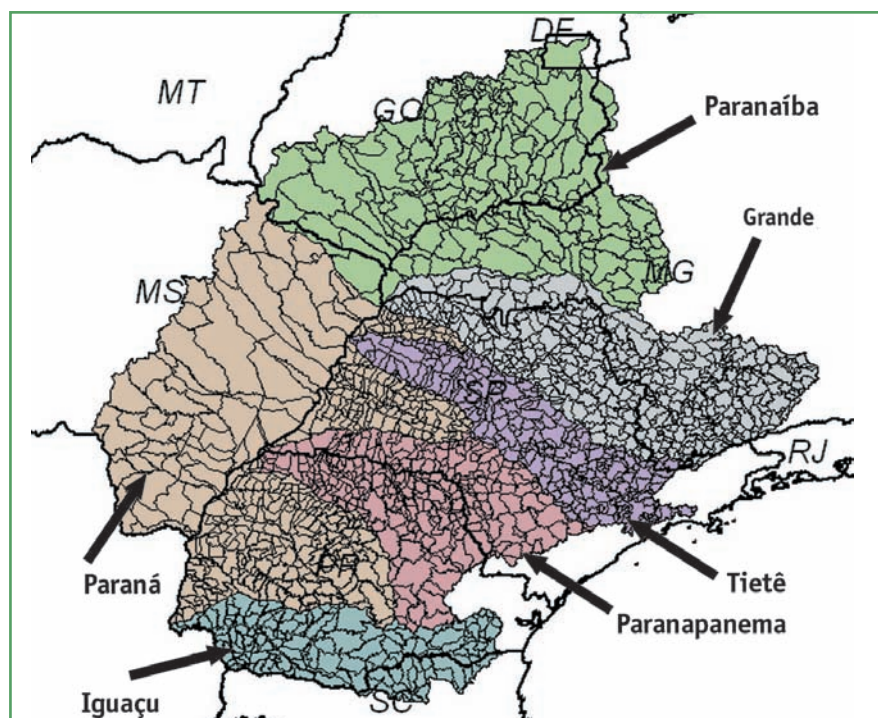 DF
MT
GO
Paranaíba
Grande
MG
MS
SP
RJ
PR
Paraná
Tietê
Paranapanema
Iguaçu
SC